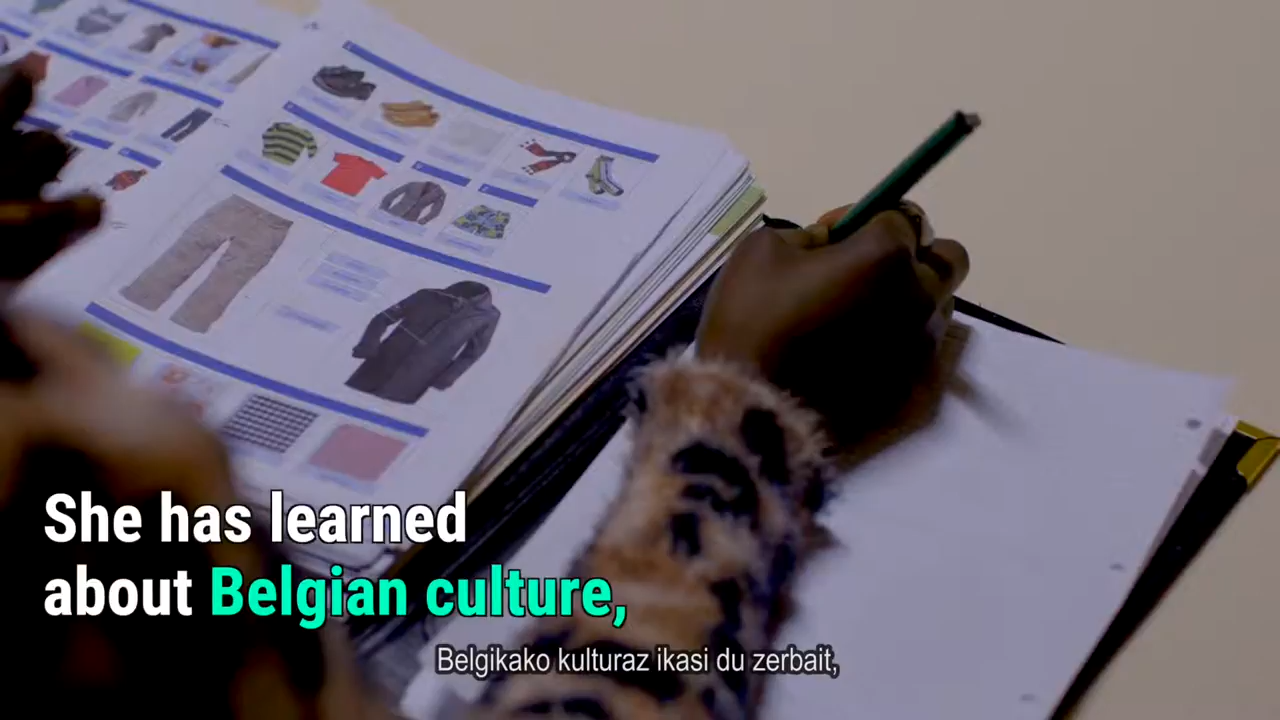 She has learned
about Belgian culture,
Belgikako kulturaz ikasi du zerbait,